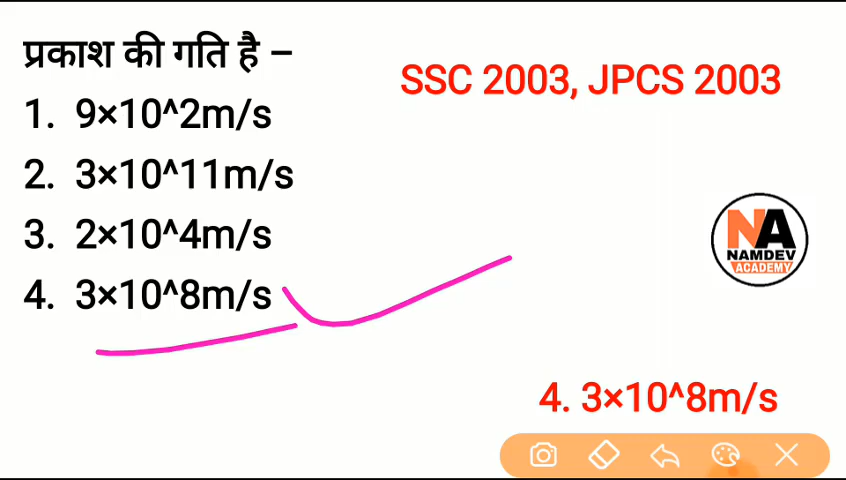 प्रकाश की गति है –
SSC 2003, JPCS 2003
1. 9×10^2m/s
2. 3×10^11m/s
3. 2×10^4m/s
4. 3×10^8m/s
NA
NAMDEV
ACADEMY
4. 3×10^8m/s